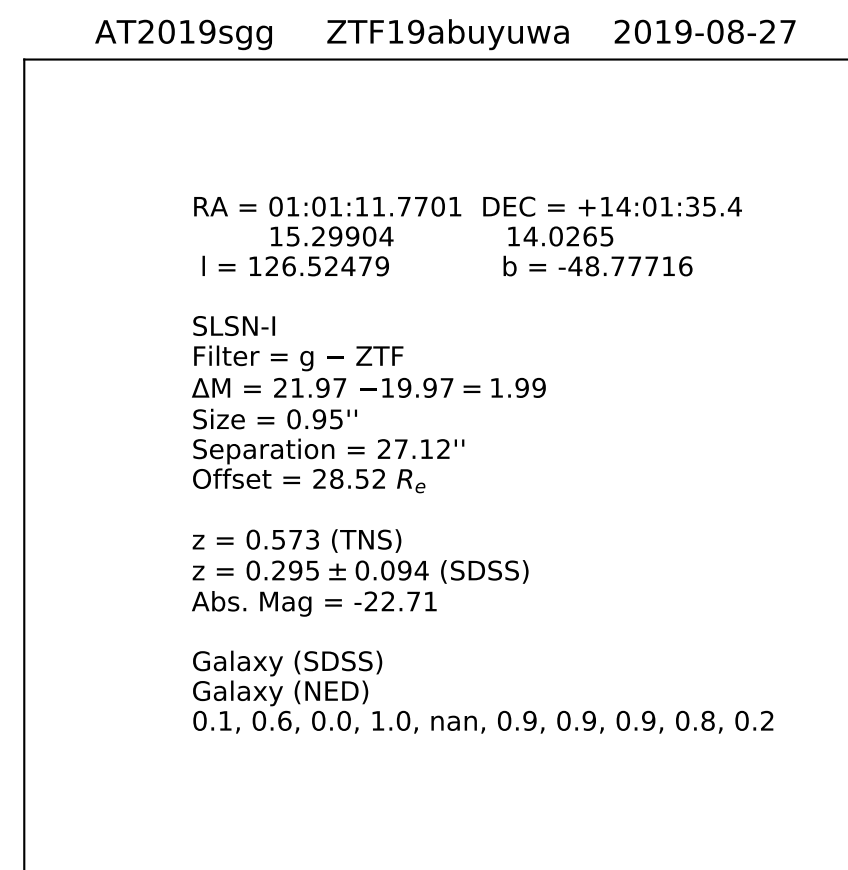 AT2019sgg ZTF19abuyuwa 2019-08-27
RA = 01:01:11.7701 DEC = +14:01:35.4
15.29904 14.0265
l = 126.52479 b = -48.77716
SLSN-I
Filter = g − ZTF
ΔM = 21.97 −19.97 = 1.99
Size = 0.95''
Separation = 27.12''
Offset = 28.52 Rₑ
z = 0.573 (TNS)
z = 0.295 ± 0.094 (SDSS)
Abs. Mag = -22.71
Galaxy (SDSS)
Galaxy (NED)
0.1, 0.6, 0.0, 1.0, nan, 0.9, 0.9, 0.9, 0.8, 0.2